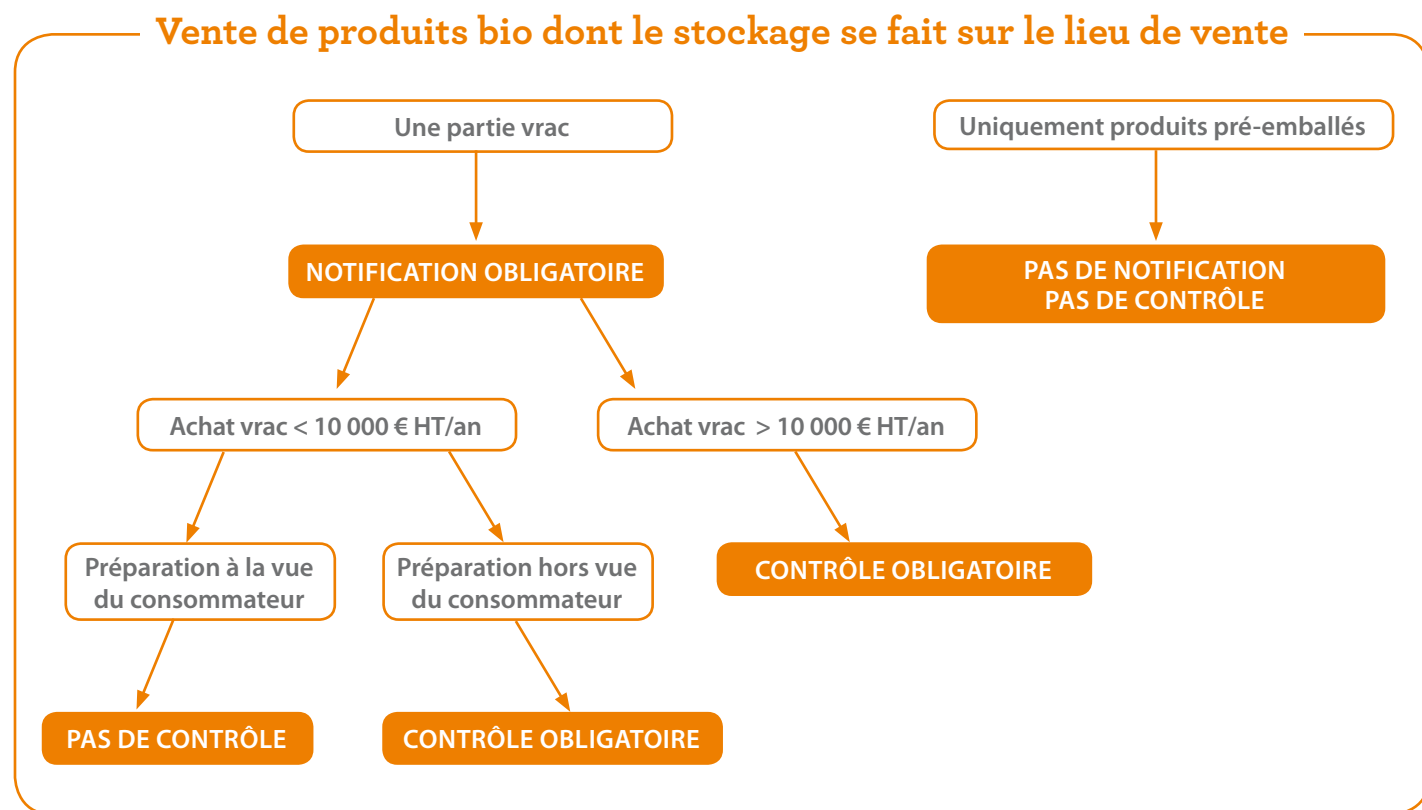 Vente de produits bio dont le stockage se fait sur le lieu de vente
Une partie vrac
Uniquement produits pré-emballés
NOTIFICATION OBLIGATOIRE
PAS DE NOTIFICATION
PAS DE CONTRÔLE
Achat vrac < 10 000 € HT/an
Achat vrac > 10 000 € HT/an
Préparation à la vue
du consommateur
Préparation hors vue
du consommateur
CONTRÔLE OBLIGATOIRE
PAS DE CONTRÔLE
CONTRÔLE OBLIGATOIRE